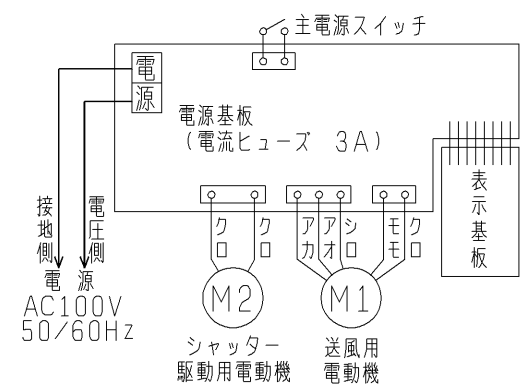 主電源スイッチ
電源
電源基板
(電流ヒューズ 3A)
表示基板
接地側
電圧側
クロ
クロ
アカ
アオ
シロ
モモ
クロ
電源
AC100V
50/60Hz
M2
M1
シャッター
駆動用電動機
送風用
電動機